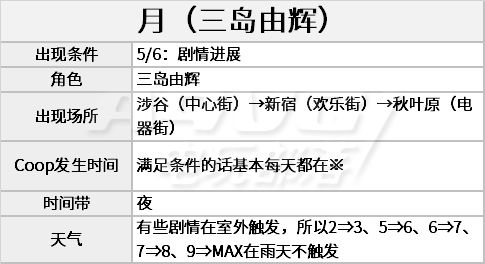 月（三岛由辉）
出现条件 5/6：剧情进展
角色 三岛由辉
出现场所 涉谷（中心街）→新宿（欢乐街）→秋叶原（电
器街）
Coop发生时间 满足条件的话基本每天都在※
时间带 夜
天气 有些剧情在室外触发，所以2⇒3、5⇒6、6⇒7、
7⇒8、9⇒MAX在雨天不触发